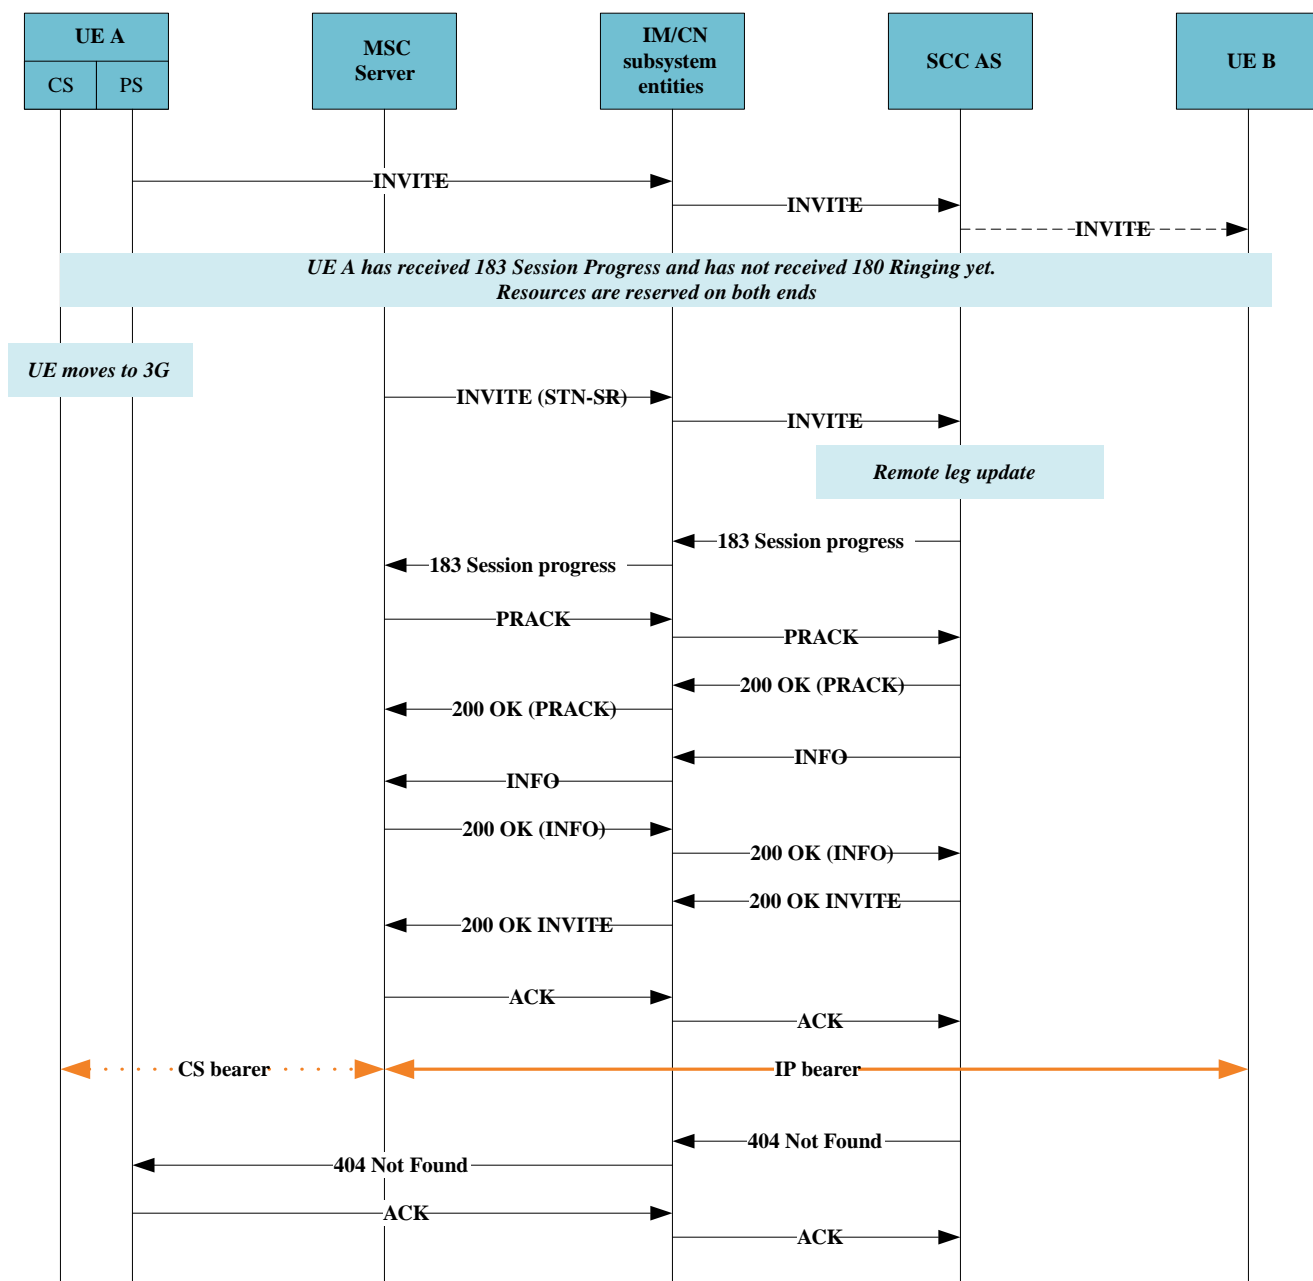 UE A
CS
PS
MSC
Server
IM/CN
subsystem
entities
SCC AS
UE B
INVITE
INVITE
INVITE
UE A has received 183 Session Progress and has not received 180 Ringing yet.
Resources are reserved on both ends
UE moves to 3G
INVITE (STN-SR)
INVITE
Remote leg update
183 Session progress
183 Session progress
PRACK
PRACK
200 OK (PRACK)
200 OK (PRACK)
INFO
INFO
200 OK (INFO)
200 OK (INFO)
200 OK INVITE
200 OK INVITE
ACK
ACK
CS bearer
IP bearer
404 Not Found
404 Not Found
ACK
ACK